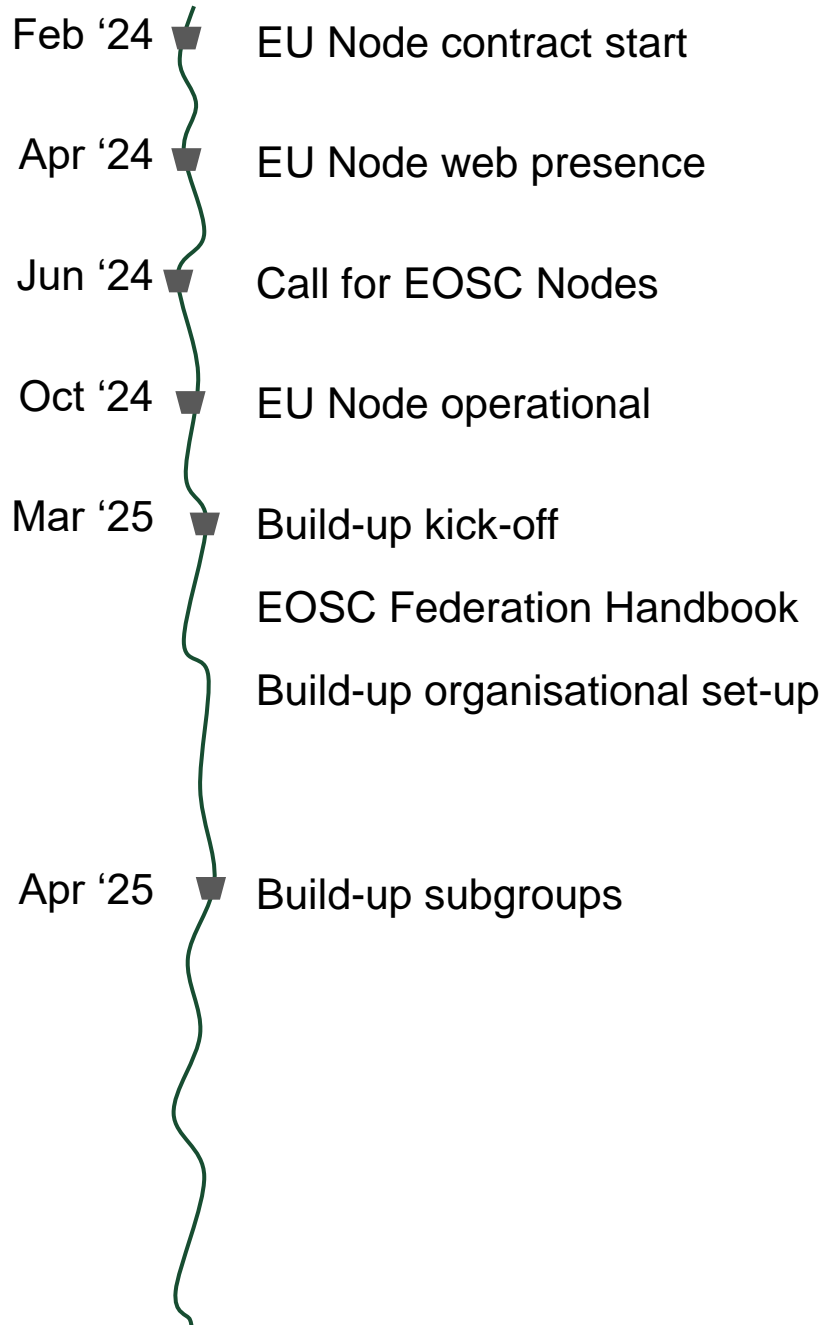 Feb ‘24 EU Node contract start
Apr ‘24 EU Node web presence
Jun ‘24 Call for EOSC Nodes
Oct ‘24 EU Node operational
Mar ‘25 Build-up kick-off
EOSC Federation Handbook
Build-up organisational set-up
Apr ‘25 Build-up subgroups